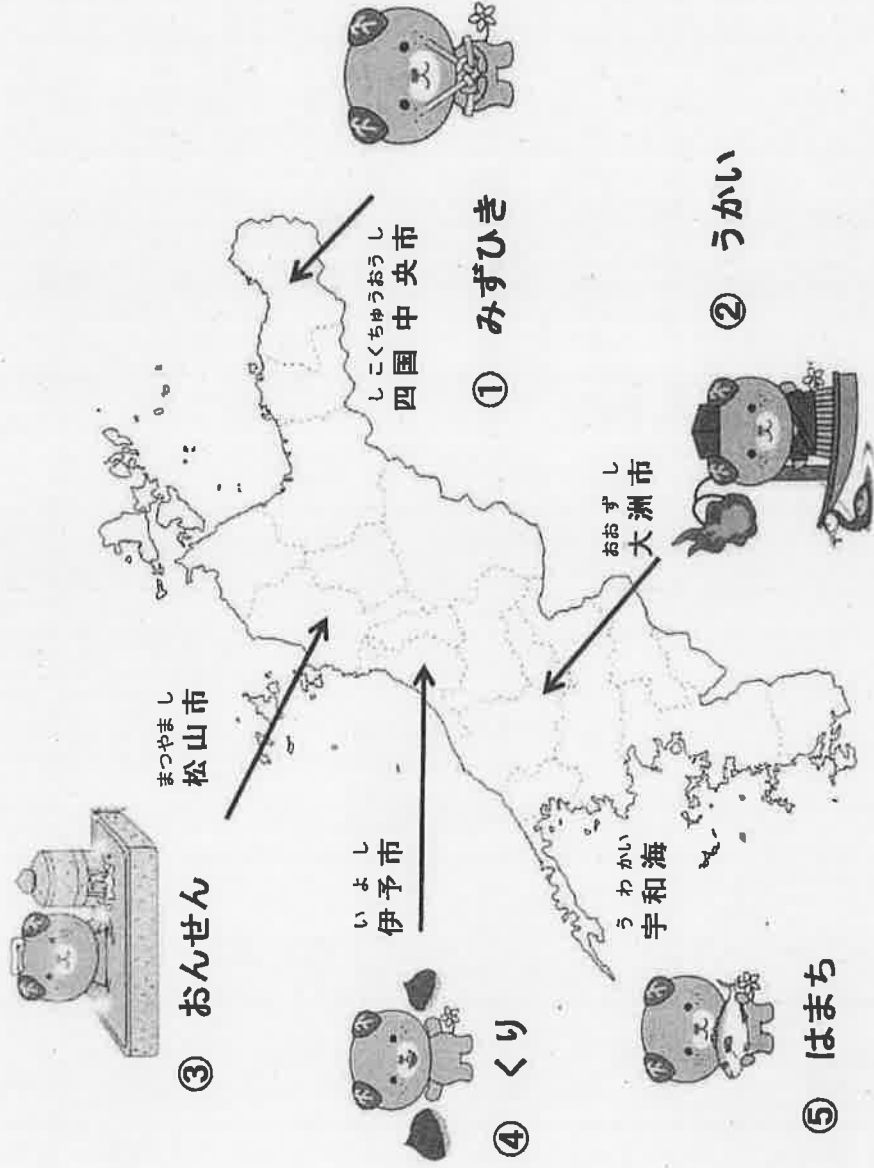 ① みずひき
しこくちゅうおうし
四国中央市
② うかい
おおずし
大洲市
③ おんせん
まつやまし
松山市
④ くり
いよし
伊予市
⑤ はまち
うわかい
宇和海